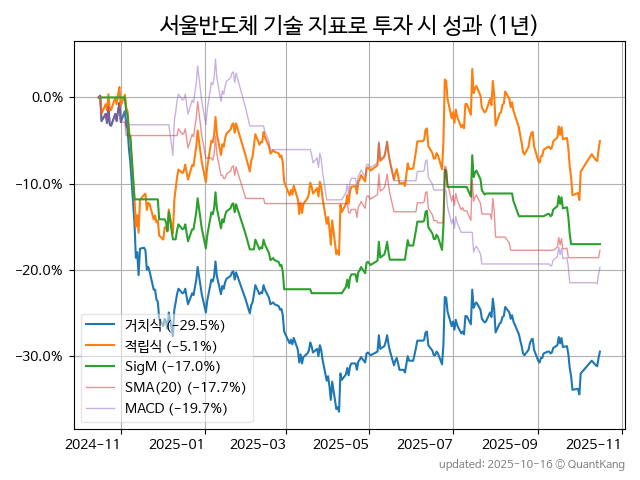 서울반도체 기술 지표로 투자 시 성과 (1년)
0.0%
−10.0%
−20.0%
−30.0%
거치식 (−29.5%)
적립식 (−5.1%)
SigM (−17.0%)
SMA(20) (−17.7%)
MACD (−19.7%)
2024−11 2025−01 2025−03 2025−05 2025−07 2025−09 2025−11
updated: 2025-10-16 © QuantKang